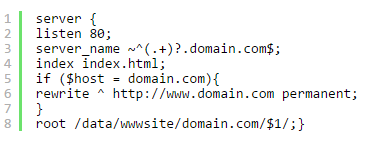 1 server {
2 listen 80;
3 server_name ~^(.+)?.domain.com$;
4 index index.html;
5 if ($host = domain.com){
6 rewrite ^ http://www.domain.com permanent;
7 }
8 root /data/wwwsite/domain.com/$1/;}